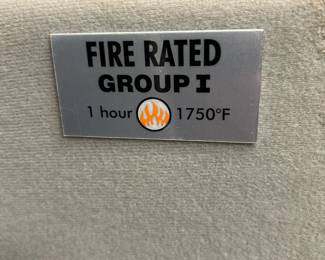 FIRE RATED
GROUP I
1 hour 1750°F